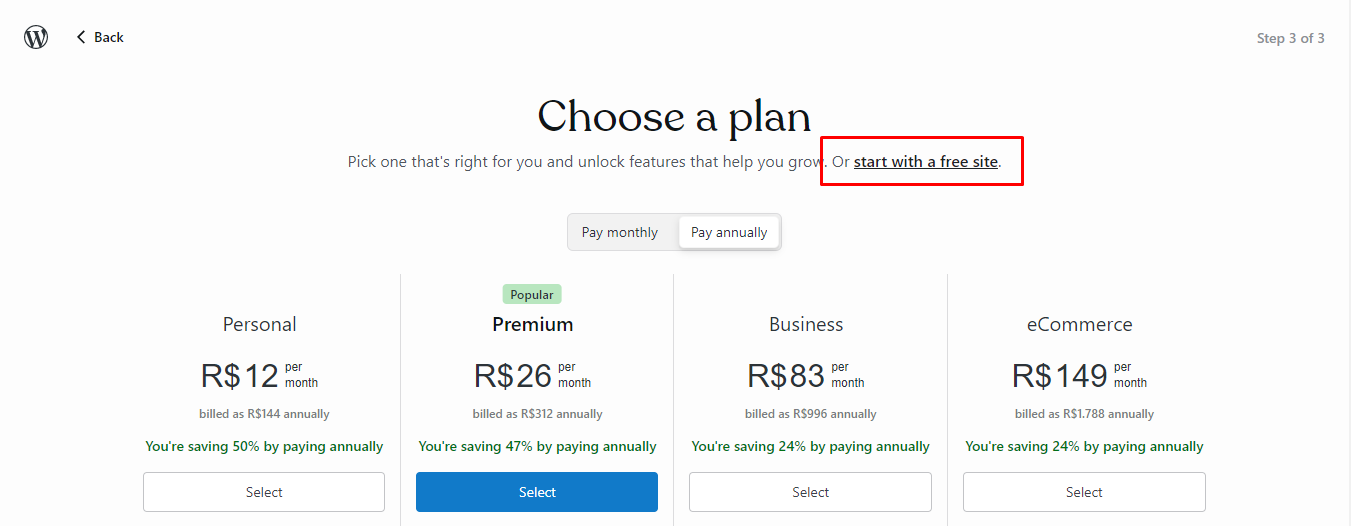 Back
Step 3 of 3
Choose a plan
Pick one that's right for you and unlock features that help you grow. Or start with a free site.
Pay monthly Pay annually
Popular
Personal Premium Business eCommerce
R$12 per month R$26 per month R$83 per month R$149 per month
billed as R$144 annually billed as R$312 annually billed as R$996 annually billed as R$1.788 annually
You're saving 50% by paying annually You're saving 47% by paying annually You're saving 24% by paying annually You're saving 24% by paying annually
Select Select Select Select